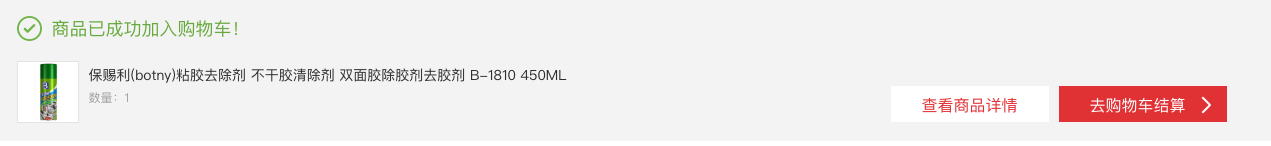 商品已成功加入购物车！
保赐利(botny)粘胶去除剂 不干胶清除剂 双面胶除胶剂去胶剂 B-1810 450ML
数量：1
查看商品详情
去购物车结算